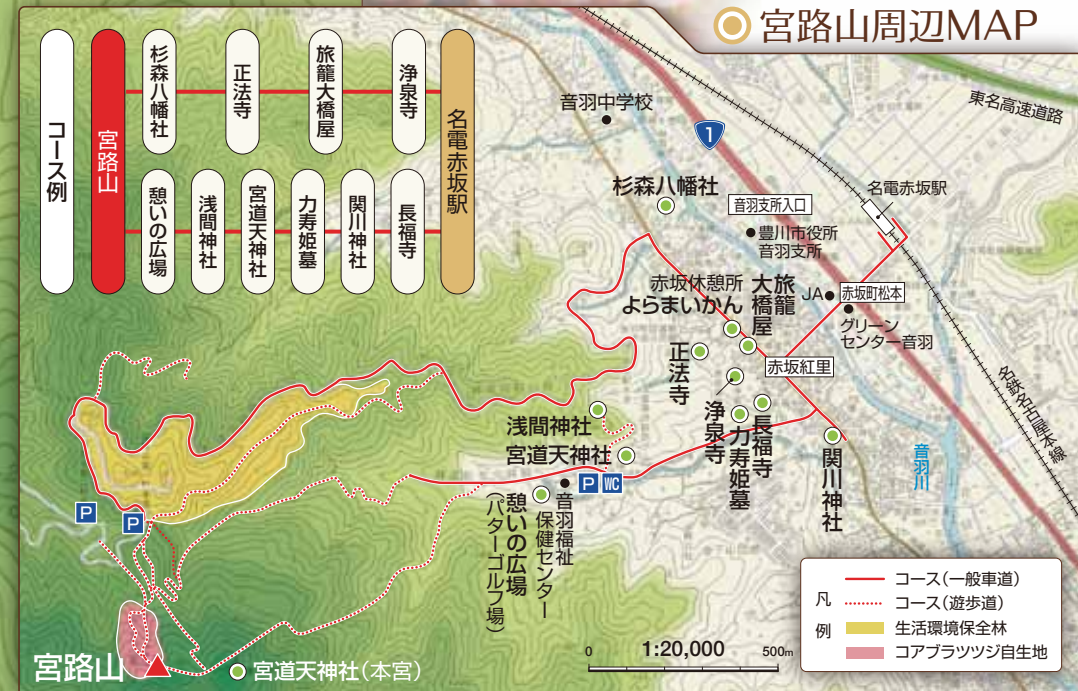 宮路山周辺MAP
コース例
宮路山
杉森八幡社
正法寺
旅籠大橋屋
浄泉寺
名電赤坂駅
憩いの広場
浅間神社
宮道天神社
力寿姫墓
関川神社
長福寺
東名高速道路
音羽中学校
1
名電赤坂駅
杉森八幡社
音羽支所入口
豊川市役所
音羽支所
赤坂休憩所
よらまいかん
旅籠
大橋屋
JA
赤坂町松本
グリーン
センター音羽
正法寺
赤坂紅里
浄泉寺
力寿姫墓
長福寺
関川神社
名鉄名古屋本線
音羽川
浅間神社
宮道天神社
P
WC
憩いの広場
(パターゴルフ場)
音羽福祉
保健センター
P
P
宮路山
宮道天神社(本宮)
0
1:20,000
500m
凡例
コース(一般車道)
コース(遊歩道)
生活環境保全林
コアブラツツジ自生地